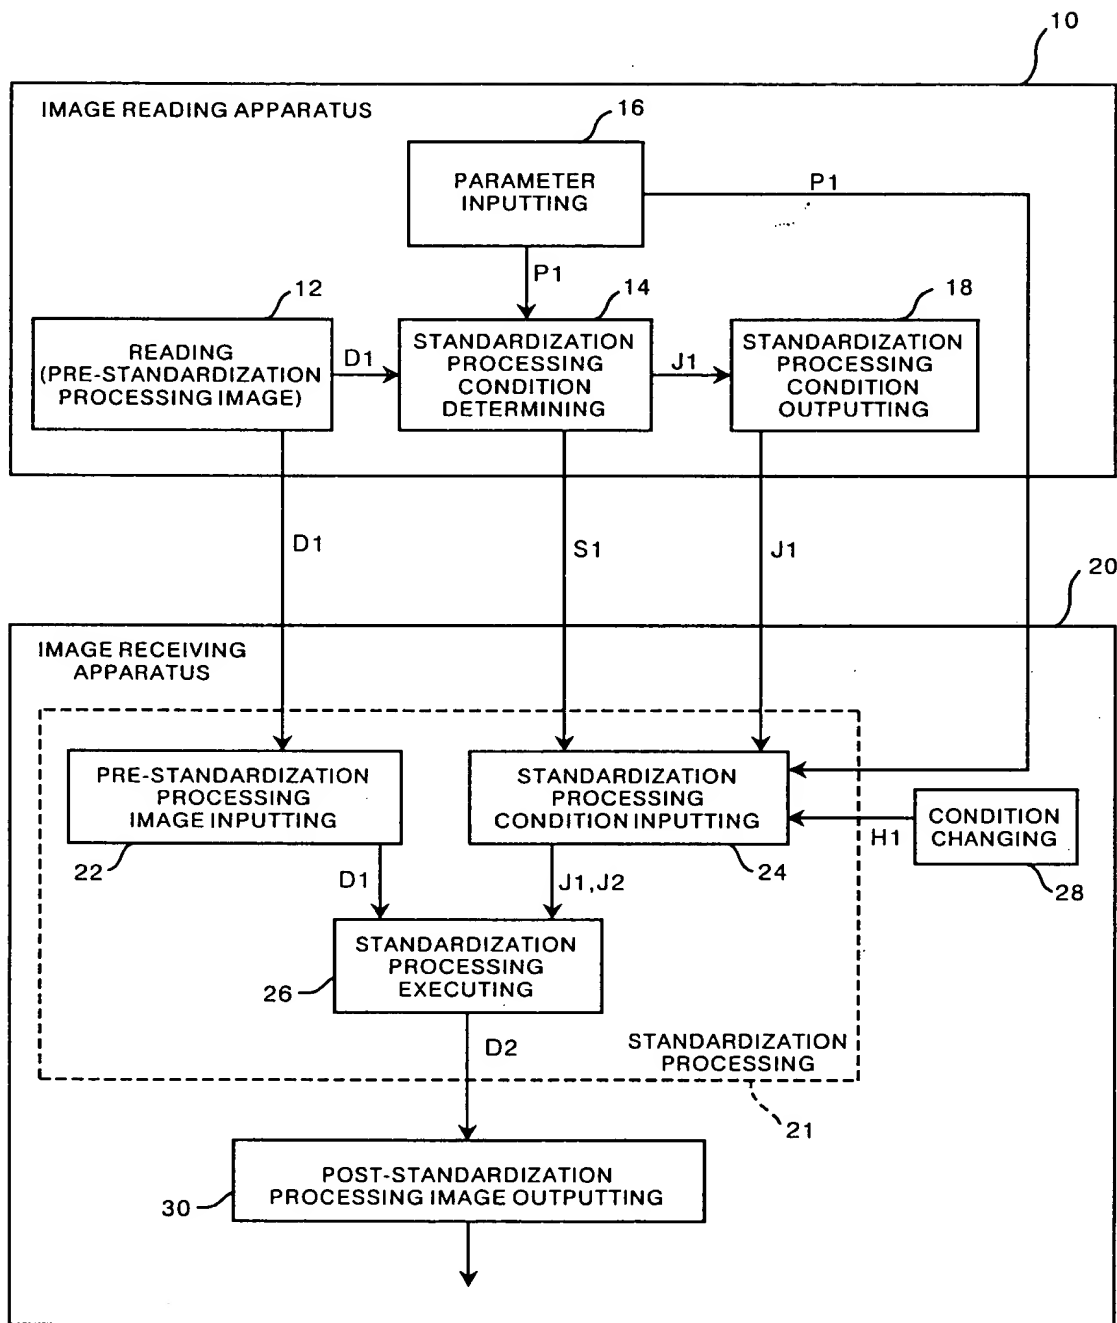 10
IMAGE READING APPARATUS
16
PARAMETER
INPUTTING
P1
P1
12
14
18
READING
(PRE-STANDARDIZATION
PROCESSING IMAGE)
D1
STANDARDIZATION
PROCESSING
CONDITION
DETERMINING
J1
STANDARDIZATION
PROCESSING
CONDITION
OUTPUTTING
D1
S1
J1
20
IMAGE RECEIVING
APPARATUS
PRE-STANDARDIZATION
PROCESSING
IMAGE INPUTTING
22
STANDARDIZATION
PROCESSING
CONDITION INPUTTING
24
H1
CONDITION
CHANGING
28
D1
J1,J2
STANDARDIZATION
PROCESSING
EXECUTING
26
D2
STANDARDIZATION
PROCESSING
21
POST-STANDARDIZATION
PROCESSING IMAGE OUTPUTTING
30